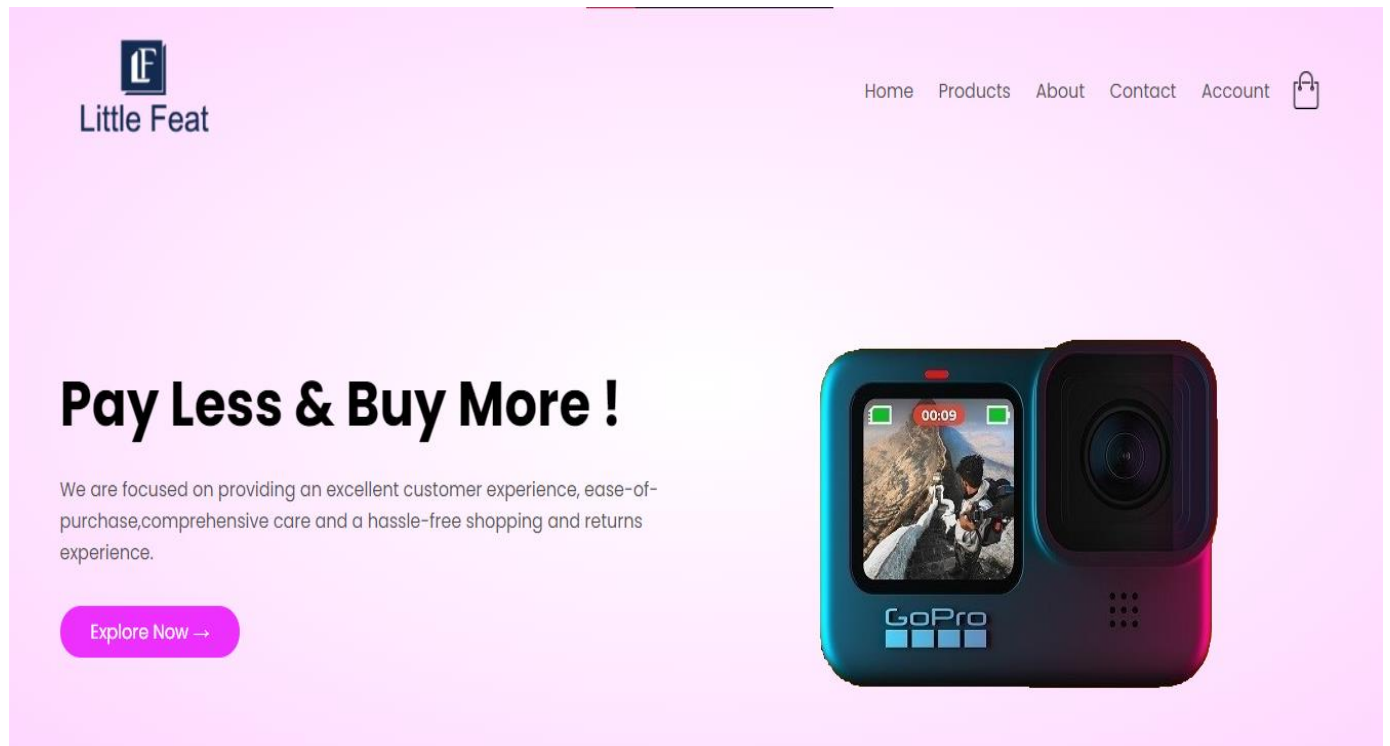 LF
Little Feat
Home Products About Contact Account
Pay Less & Buy More !
We are focused on providing an excellent customer experience, ease-of-
purchase,comprehensive care and a hassle-free shopping and returns
experience.
Explore Now →
00:09
GoPro